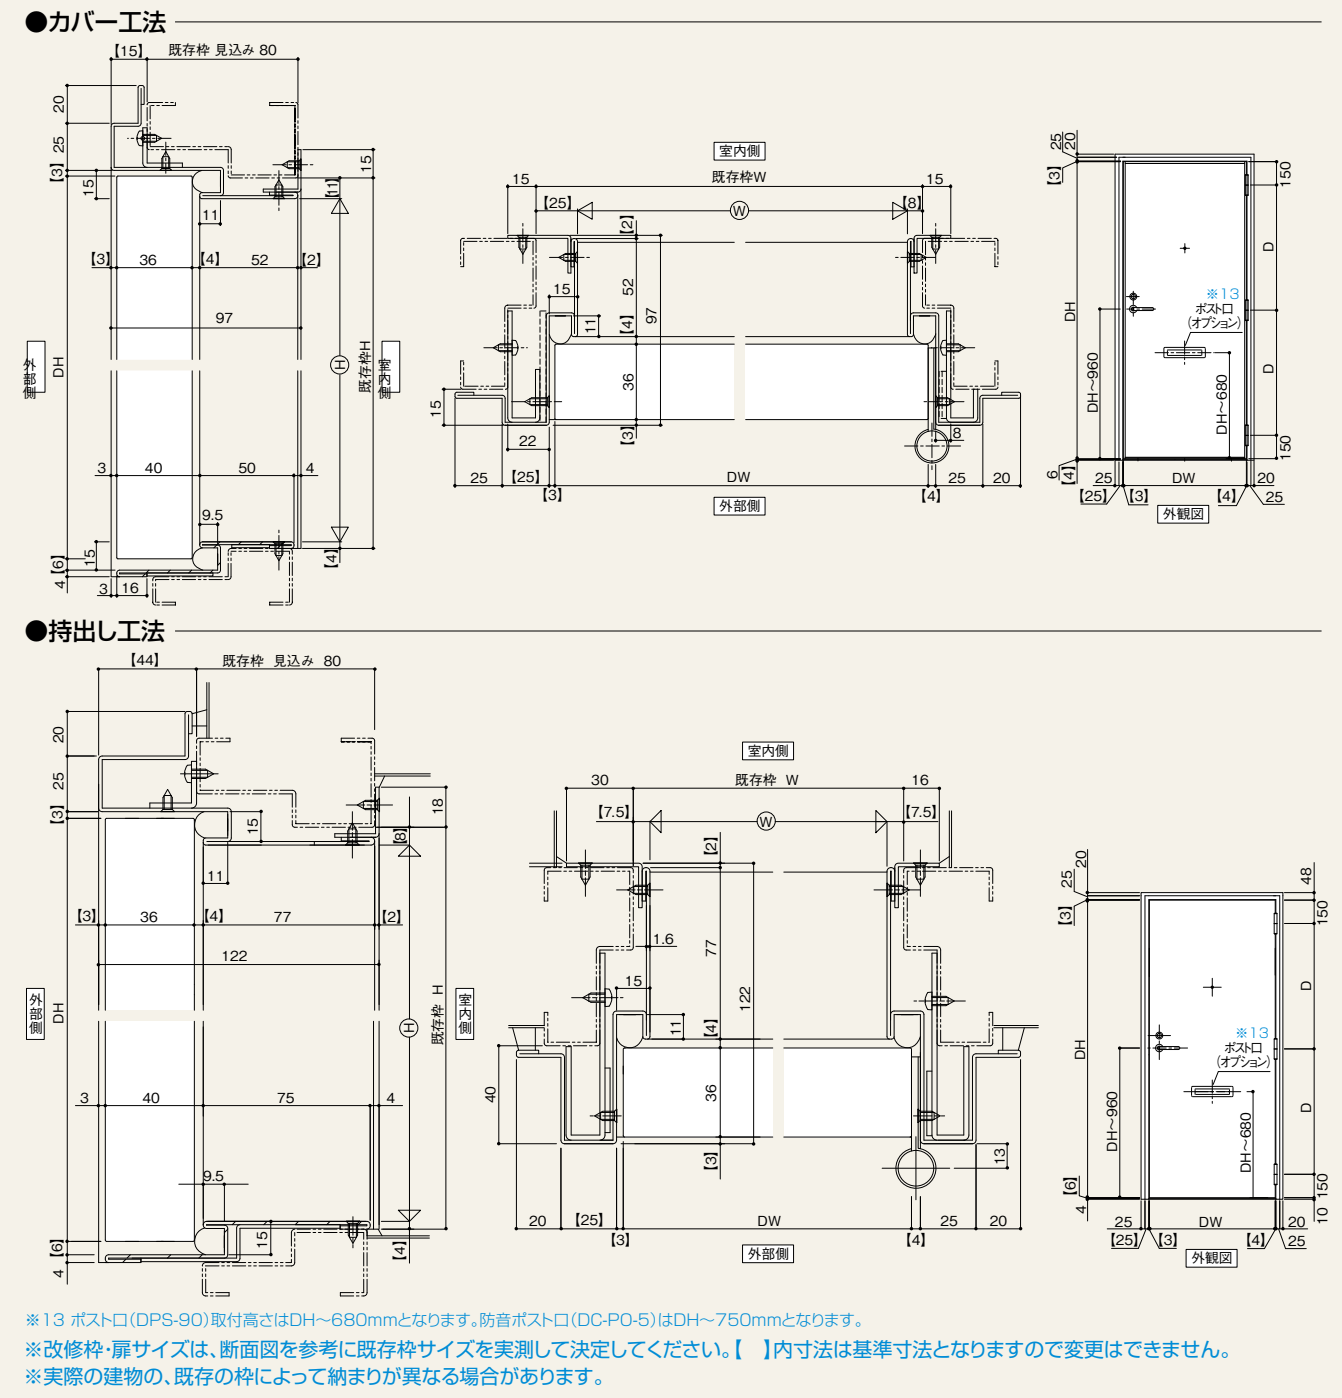 ●カバー工法
【15】
既存枠 見込み 80
20
25
【3】
15
15
【11】
11
【3】
36
【4】
52
【2】
97
外部側
DH
H
既存枠H
室内側
3
40
50
4
9.5
15
【6】
4
【4】
3
16
室内側
15
既存枠W
15
【25】
W
【8】
【2】
15
52
97
11
【4】
36
15
【3】
22
8
25
【25】
DW
25
20
【3】
【4】
外部側
25
20
【3】
150
D
※13
ポスト口
(オプション)
DH
DH〜960
DH〜680
D
150
6
【4】
25
DW
20
【25】
【3】
【4】
25
外観図
●持出し工法
【44】
既存枠 見込み 80
20
25
【3】
15
18
【8】
11
【3】
36
【4】
77
【2】
122
外部側
DH
H
既存枠 H
室内側
3
40
75
4
9.5
15
【6】
4
【4】
室内側
30
既存枠 W
16
【7.5】
W
【7.5】
【2】
1.6
77
15
122
11
【4】
40
36
【3】
13
20
【25】
DW
25
20
【3】
【4】
外部側
25
20
【3】
48
150
D
※13
ポスト口
(オプション)
DH
DH〜960
DH〜680
D
150
【6】
4
10
25
DW
20
【25】
【3】
【4】
25
外観図
※13 ポスト口(DPS-90)取付高さはDH〜680mmとなります。防音ポスト口(DC-PO-5)はDH〜750mmとなります。
※改修枠・扉サイズは、断面図を参考に既存枠サイズを実測して決定してください。【　】内寸法は基準寸法となりますので変更はできません。
※実際の建物の、既存の枠によって納まりが異なる場合があります。